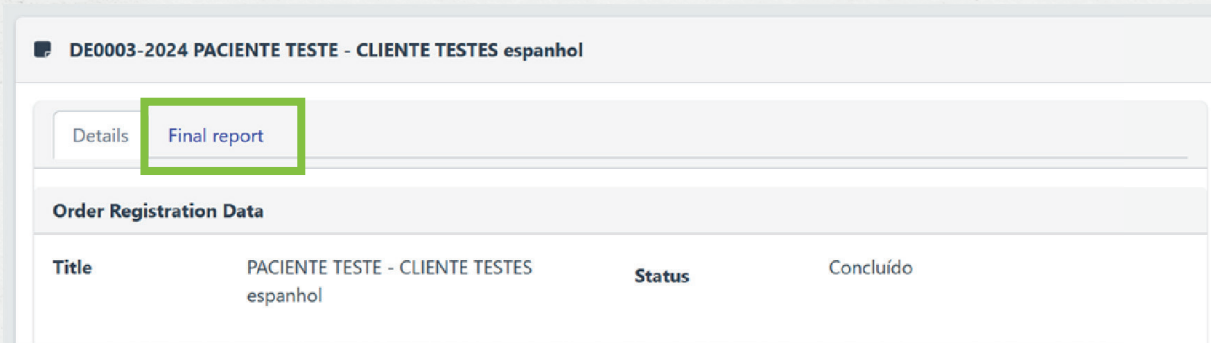 DE0003-2024 PACIENTE TESTE - CLIENTE TESTES espanhol
Details
Final report
Order Registration Data
Title
PACIENTE TESTE - CLIENTE TESTES
espanhol
Status
Concluído